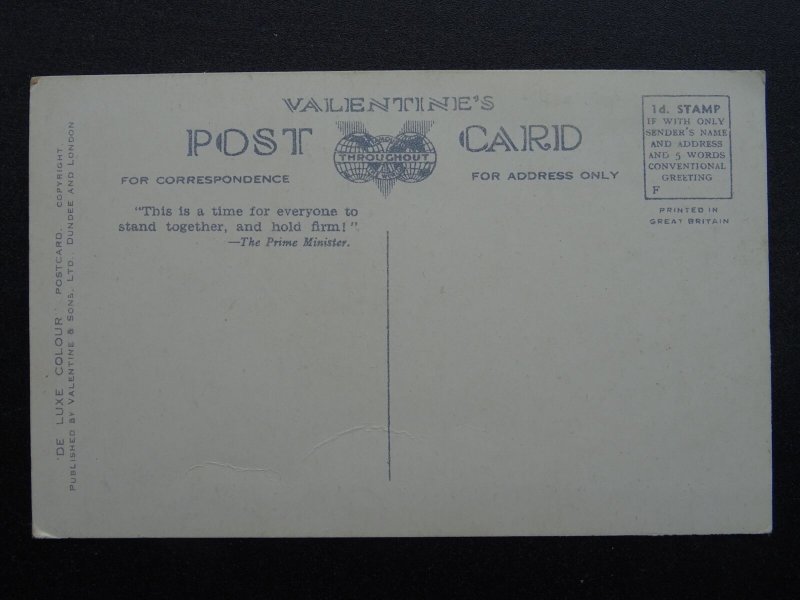 VALENTINE'S
POST CARD
THROUGHOUT
FOR CORRESPONDENCE
FOR ADDRESS ONLY
1d. STAMP
IF WITH ONLY
SENDER'S NAME
AND ADDRESS
AND 5 WORDS
CONVENTIONAL
GREETING
F
PRINTED IN
GREAT BRITAIN
"This is a time for everyone to
stand together, and hold firm!"
—The Prime Minister.
'DE LUXE COLOUR' POSTCARD. COPYRIGHT
PUBLISHED BY VALENTINE & SONS, LTD. DUNDEE AND LONDON